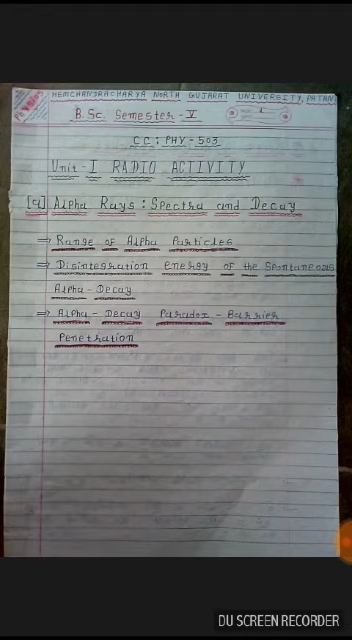 HEMCHANDRACHARYA NORTH GUJARAT UNIVERSITY, PATAN
B.Sc. Semester - V
CC : PHY - 503
Unit - I RADIO ACTIVITY
[a] Alpha Rays : Spectra and Decay
⇒ Range of Alpha Particles
⇒ Disintegration Energy of the Spontaneous
Alpha - Decay
⇒ Alpha - Decay Paradox - Barrier
Penetration
DU SCREEN RECORDER